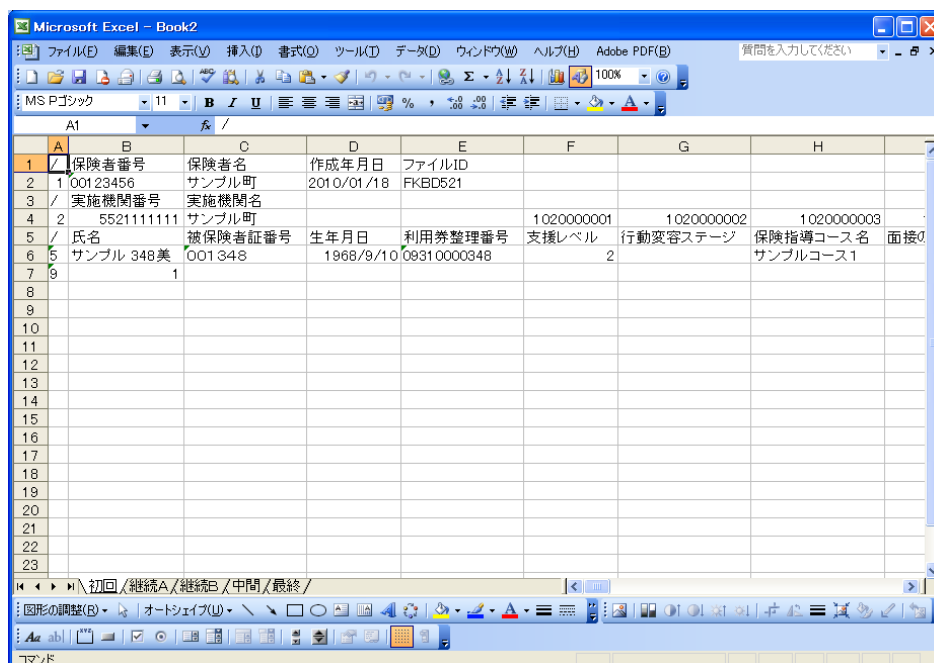 Microsoft Excel - Book2
ファイル(F) 編集(E) 表示(V) 挿入(I) 書式(O) ツール(T) データ(D) ウィンドウ(W) ヘルプ(H) Adobe PDF(B) 質問を入力してください
100%
MS Pゴシック 11 B I U
A1 fx /
A B C D E F G H
1 / 保険者番号 保険者名 作成年月日 ファイルID
2 1 00123456 サンプル町 2010/01/18 FKBD521
3 / 実施機関番号 実施機関名
4 2 5521111111 サンプル町 1020000001 1020000002 1020000003
5 / 氏名 被保険者証番号 生年月日 利用券整理番号 支援レベル 行動変容ステージ 保険指導コース名 面接の
6 5 サンプル 348美 001348 1968/9/10 09310000348 2 サンプルコース1
7 9 1
8
9
10
11
12
13
14
15
16
17
18
19
20
21
22
23
初回 継続A 継続B 中間 最終
図形の調整(R) オートシェイプ(U)
Aa ab|
コマンド